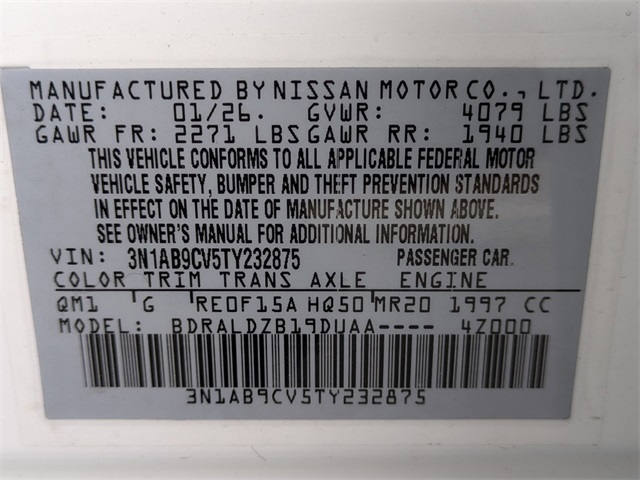 MANUFACTURED BY NISSAN MOTOR CO., LTD.
DATE: 01/26. GVWR: 4079 LBS
GAWR FR: 2271 LBS GAWR RR: 1940 LBS
THIS VEHICLE CONFORMS TO ALL APPLICABLE FEDERAL MOTOR
VEHICLE SAFETY, BUMPER AND THEFT PREVENTION STANDARDS
IN EFFECT ON THE DATE OF MANUFACTURE SHOWN ABOVE.
SEE OWNER'S MANUAL FOR ADDITIONAL INFORMATION.
VIN: 3N1AB9CV5TY232875 PASSENGER CAR.
COLOR TRIM TRANS AXLE ENGINE
QM1 G RE0F15A HQ50 MR20 1997 CC
MODEL: BDRALDZB19DUAA---- 4Z000
3N1AB9CV5TY232875